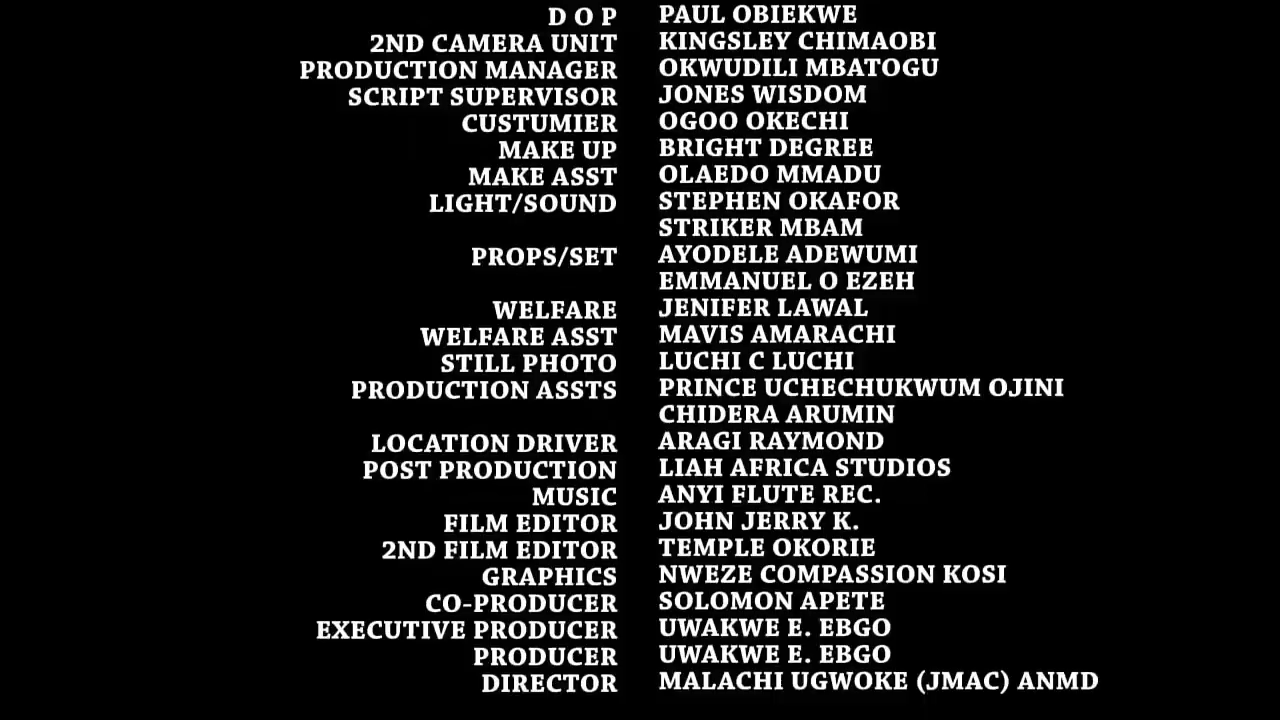 D O P PAUL OBIEKWE
2ND CAMERA UNIT KINGSLEY CHIMAOBI
PRODUCTION MANAGER OKWUDILI MBATOGU
SCRIPT SUPERVISOR JONES WISDOM
CUSTUMIER OGOO OKECHI
MAKE UP BRIGHT DEGREE
MAKE ASST OLAEDO MMADU
LIGHT/SOUND STEPHEN OKAFOR
STRIKER MBAM
PROPS/SET AYODELE ADEWUMI
EMMANUEL O EZEH
WELFARE JENIFER LAWAL
WELFARE ASST MAVIS AMARACHI
STILL PHOTO LUCHI C LUCHI
PRODUCTION ASSTS PRINCE UCHECHUKWUM OJINI
CHIDERA ARUMIN
LOCATION DRIVER ARAGI RAYMOND
POST PRODUCTION LIAH AFRICA STUDIOS
MUSIC ANYI FLUTE REC.
FILM EDITOR JOHN JERRY K.
2ND FILM EDITOR TEMPLE OKORIE
GRAPHICS NWEZE COMPASSION KOSI
CO-PRODUCER SOLOMON APETE
EXECUTIVE PRODUCER UWAKWE E. EBGO
PRODUCER UWAKWE E. EBGO
DIRECTOR MALACHI UGWOKE (JMAC) ANMD